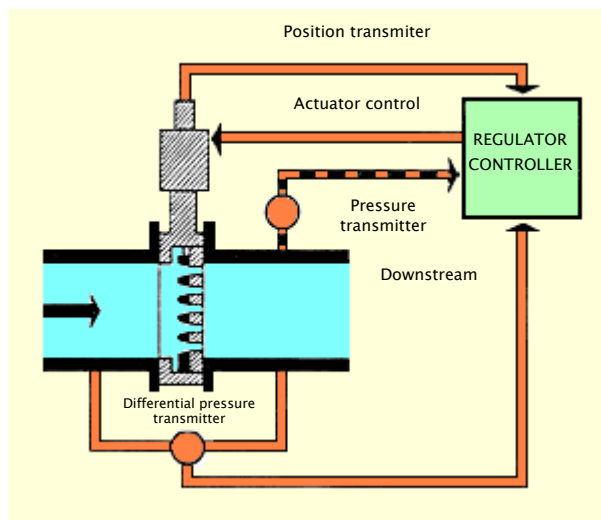 Position transmiter
Actuator control
REGULATOR
CONTROLLER
Pressure
transmitter
Downstream
Differential pressure
transmitter